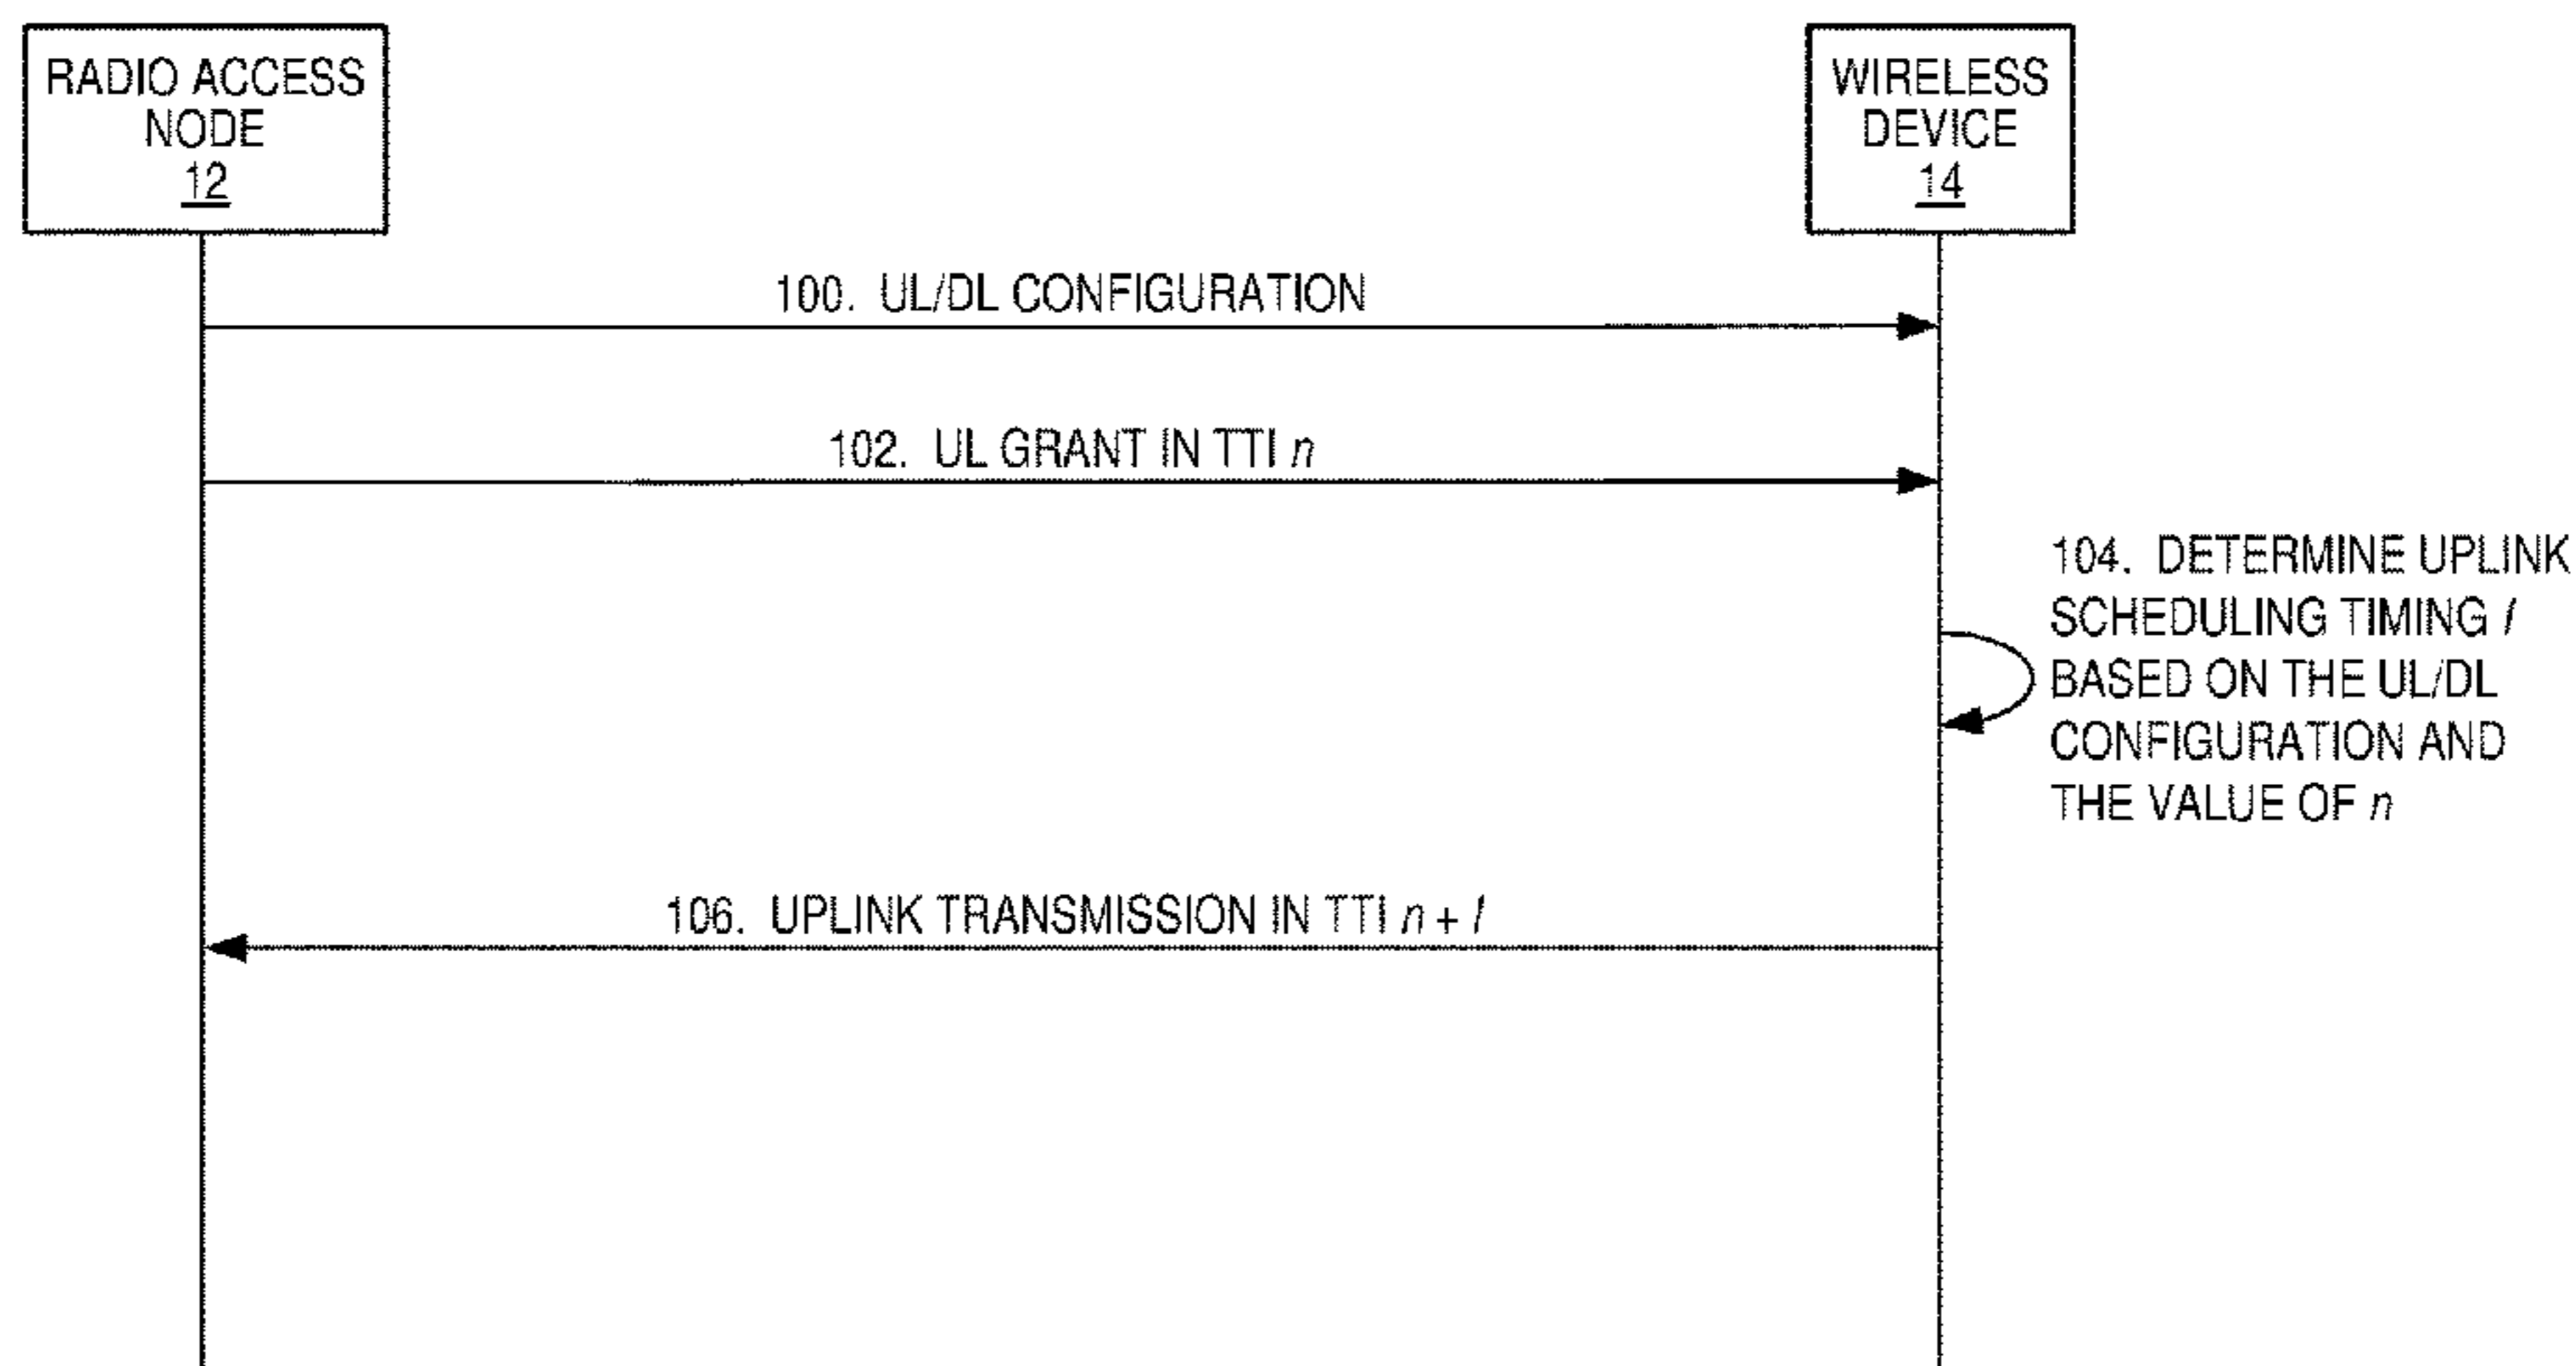 RADIO ACCESS
NODE
12
WIRELESS
DEVICE
14
100. UL/DL CONFIGURATION
102. UL GRANT IN TTI n
104. DETERMINE UPLINK
SCHEDULING TIMING l
BASED ON THE UL/DL
CONFIGURATION AND
THE VALUE OF n
106. UPLINK TRANSMISSION IN TTI n + l